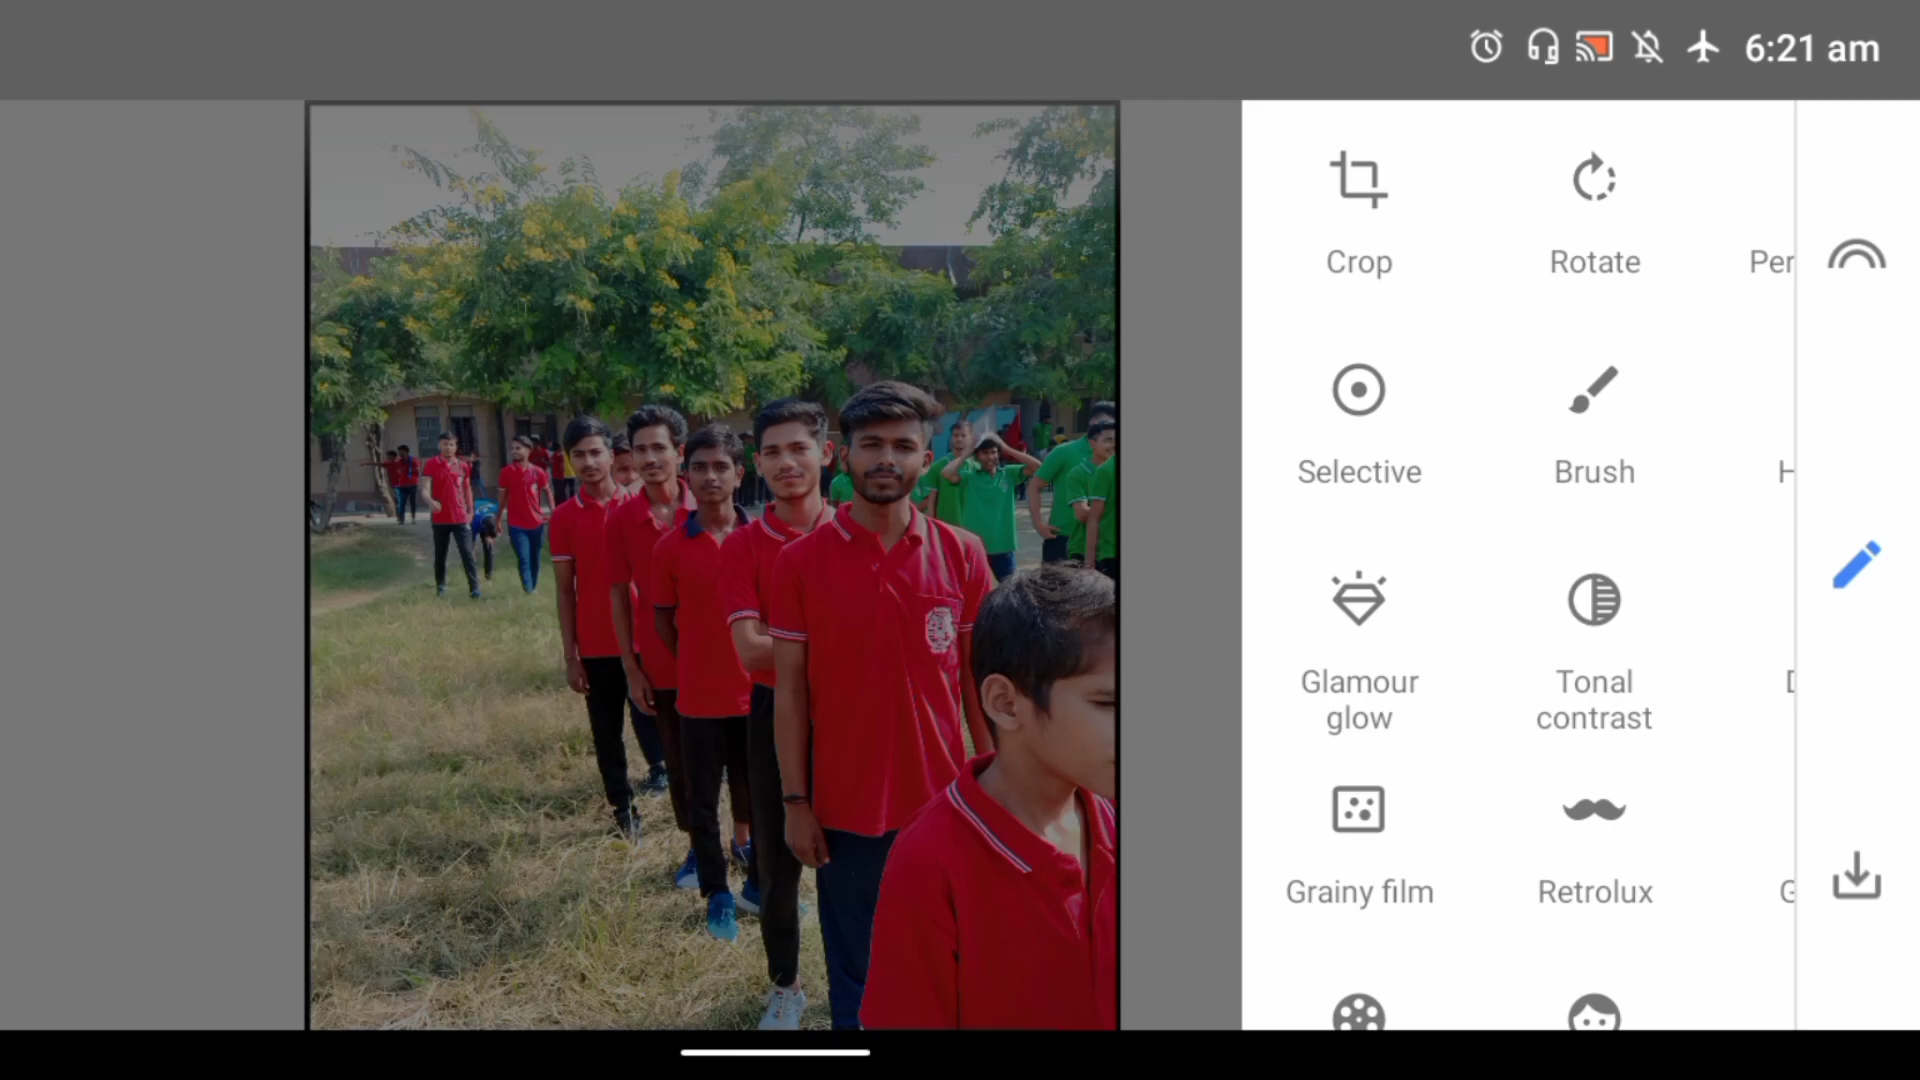 6:21 am
Crop
Rotate
Per
Selective
Brush
H
Glamour
glow
Tonal
contrast
Grainy film
Retrolux
G